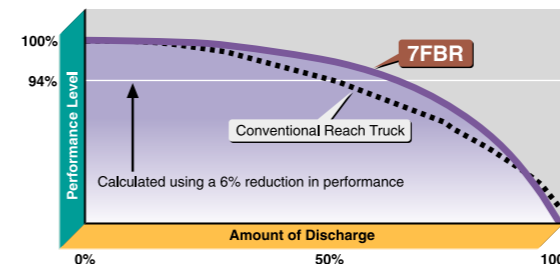 100%
7FBR
94%
Performance Level
Conventional Reach Truck
Calculated using a 6% reduction in performance
Amount of Discharge
0%
50%